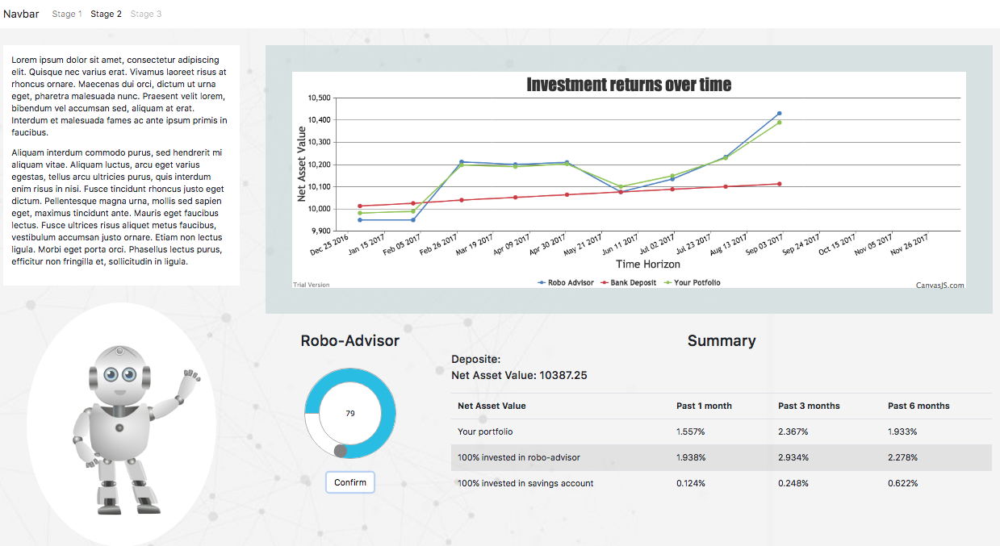 Navbar Stage 1 Stage 2 Stage 3
Lorem ipsum dolor sit amet, consectetur adipiscing
elit. Quisque nec varius erat. Vivamus laoreet risus at
rhoncus ornare. Maecenas dui orci, dictum ut urna
eget, pharetra malesuada nunc. Praesent velit lorem,
bibendum vel accumsan sed, aliquam at erat.
Interdum et malesuada fames ac ante ipsum primis in
faucibus.
Aliquam interdum commodo purus, sed hendrerit mi
aliquam vitae. Aliquam luctus, arcu eget varius
egestas, tellus arcu ultricies purus, quis interdum
enim risus in nisi. Fusce tincidunt rhoncus justo eget
dictum. Pellentesque magna urna, mollis sed sapien
eget, maximus tincidunt ante. Mauris eget faucibus
lectus. Fusce ultrices risus aliquet metus faucibus,
vestibulum accumsan justo ornare. Etiam non lectus
ligula. Morbi eget porta orci. Phasellus lectus purus,
efficitur non fringilla et, sollicitudin in ligula.
Investment returns over time
Net Asset Value
10,500
10,400
10,300
10,200
10,100
10,000
9,900
Dec 25 2016 Jan 15 2017 Feb 05 2017 Feb 26 2017 Mar 19 2017 Apr 09 2017 Apr 30 2017 May 21 2017 Jun 11 2017 Jul 02 2017 Jul 23 2017 Aug 13 2017 Sep 03 2017 Sep 24 2017 Oct 15 2017 Nov 05 2017 Nov 26 2017
Time Horizon
Robo Advisor Bank Deposit Your Potfolio
Trial Version CanvasJS.com
Robo-Advisor
79
Confirm
Summary
Deposite:
Net Asset Value: 10387.25
Net Asset Value Past 1 month Past 3 months Past 6 months
Your portfolio 1.557% 2.367% 1.933%
100% invested in robo-advisor 1.938% 2.934% 2.278%
100% invested in savings account 0.124% 0.248% 0.622%